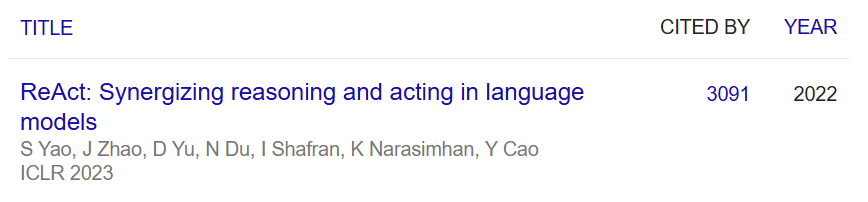 TITLE CITED BY YEAR
ReAct: Synergizing reasoning and acting in language 3091 2022
models
S Yao, J Zhao, D Yu, N Du, I Shafran, K Narasimhan, Y Cao
ICLR 2023